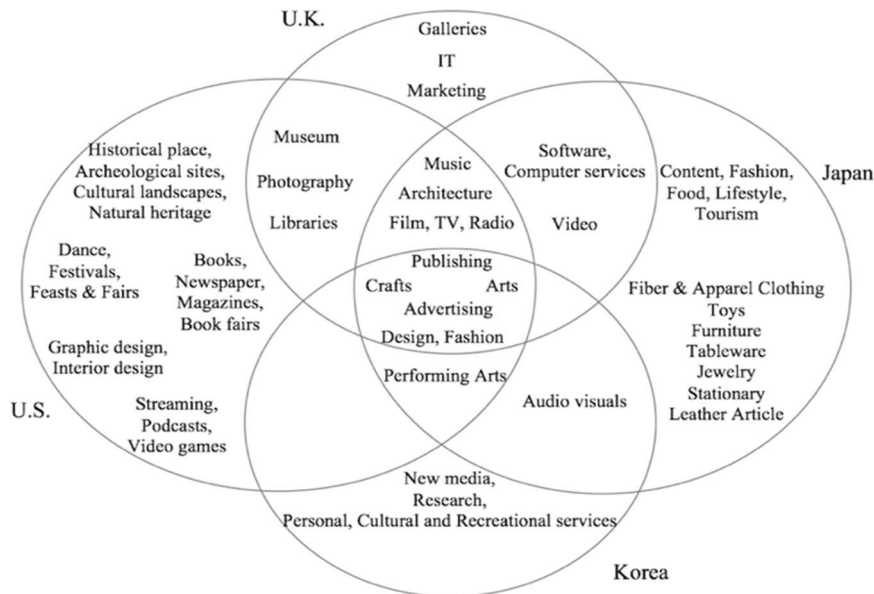 U.K.
Galleries
IT
Marketing
Museum
Photography
Libraries
Historical place,
Archeological sites,
Cultural landscapes,
Natural heritage
Music
Architecture
Film, TV, Radio
Software,
Computer services
Video
Content, Fashion,
Food, Lifestyle,
Tourism
Japan
Dance,
Festivals,
Feasts & Fairs
Books,
Newspaper,
Magazines,
Book fairs
Publishing
Crafts Arts
Advertising
Design, Fashion
Fiber & Apparel Clothing
Toys
Furniture
Tableware
Jewelry
Stationary
Leather Article
Graphic design,
Interior design
Performing Arts
Audio visuals
Streaming,
Podcasts,
Video games
U.S.
New media,
Research,
Personal, Cultural and Recreational services
Korea